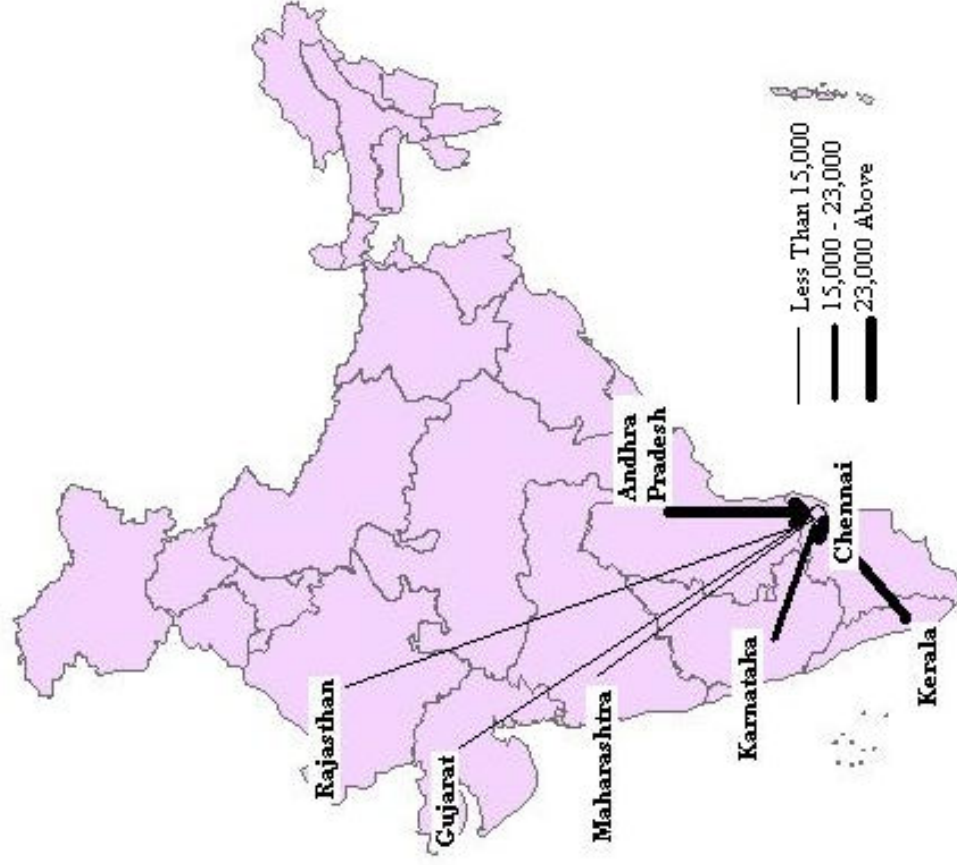 Rajasthan
Gujarat
Maharashtra
Karnataka
Kerala
Andhra
Pradesh
Chennai
Less Than 15,000
15,000 - 23,000
23,000 Above